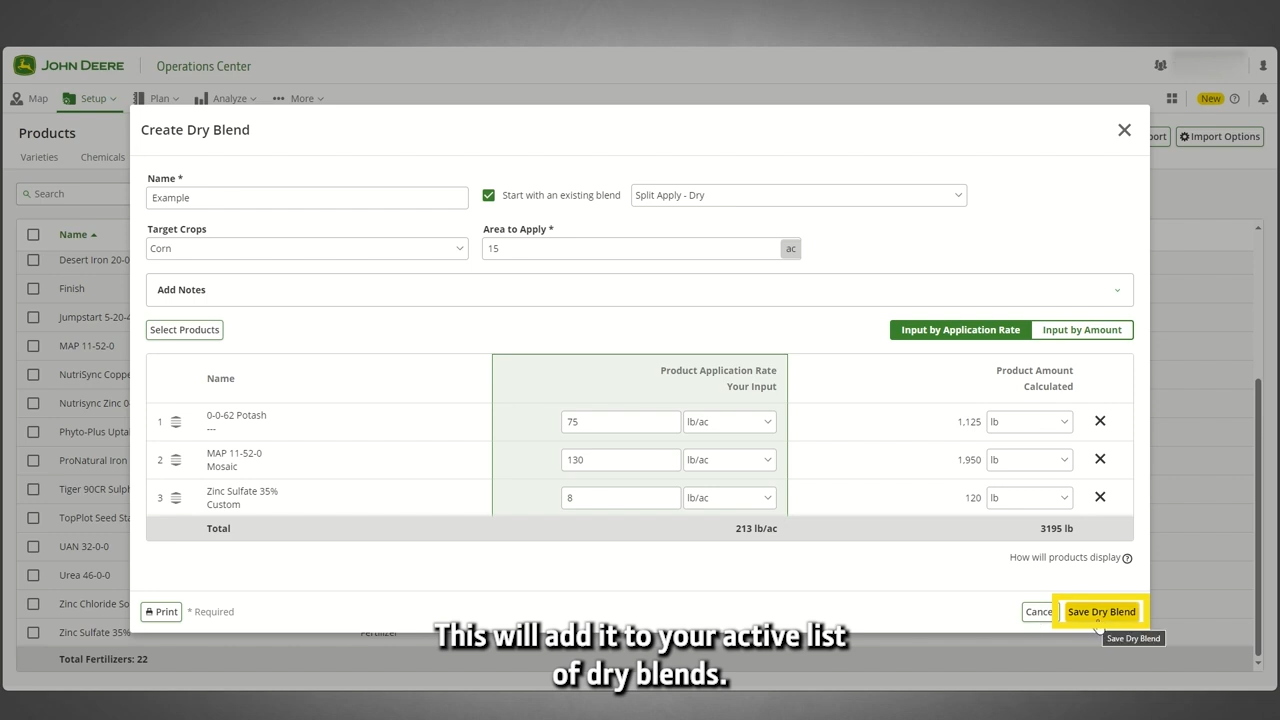 JOHN DEERE
Operations Center
Map
Setup
Plan
Analyze
More
New
Products
Create Dry Blend
port
Import Options
Varieties
Chemicals
Name *
Search
Example
Start with an existing blend
Split Apply - Dry
Target Crops
Area to Apply *
Name
Corn
15
ac
Desert Iron 20-0
Finish
Add Notes
Jumpstart 5-20-4
Select Products
Input by Application Rate
Input by Amount
MAP 11-52-0
NutriSync Coppe
Name
Product Application Rate
Your Input
Product Amount
Calculated
Nutrisync Zinc 0-
Phyto-Plus Uptal
ProNatural Iron
Tiger 90CR Sulph
TopPlot Seed Sta
UAN 32-0-0
Urea 46-0-0
Zinc Chloride So
Zinc Sulfate 35%
Fertilizer
Total Fertilizers: 22
1
0-0-62 Potash
---
75
lb/ac
1,125
lb
2
MAP 11-52-0
Mosaic
130
lb/ac
1,950
lb
3
Zinc Sulfate 35%
Custom
8
lb/ac
120
lb
Total
213 lb/ac
3195 lb
How will products display
Print
* Required
Cance
Save Dry Blend
Save Dry Blend
This will add it to your active list
of dry blends.